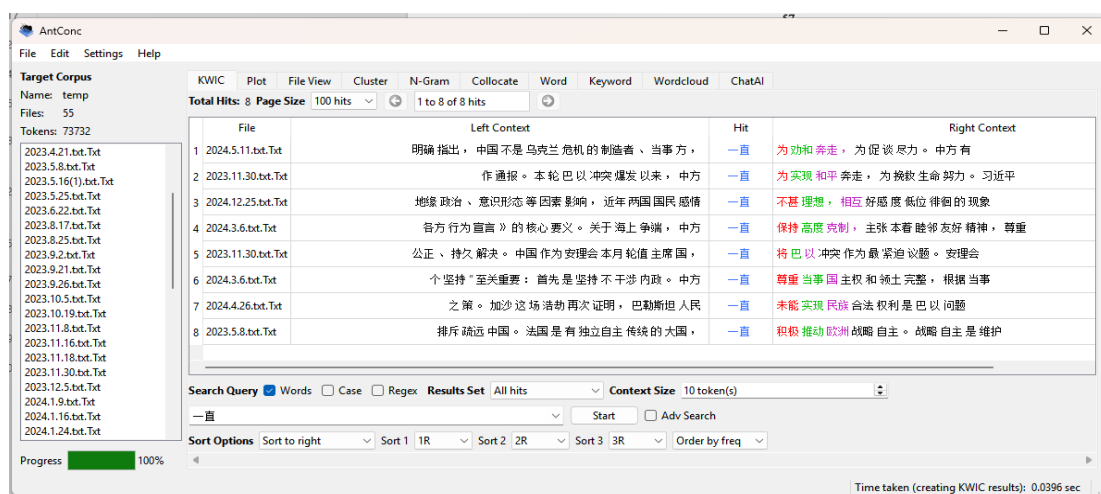 67
AntConc
File Edit Settings Help
Target Corpus
Name: temp
Files: 55
Tokens: 73732
2023.4.21.txt.Txt
2023.5.8.txt.Txt
2023.5.16(1).txt.Txt
2023.5.25.txt.Txt
2023.6.22.txt.Txt
2023.8.17.txt.Txt
2023.8.25.txt.Txt
2023.9.2.txt.Txt
2023.9.21.txt.Txt
2023.9.26.txt.Txt
2023.10.5.txt.Txt
2023.10.19.txt.Txt
2023.11.8.txt.Txt
2023.11.16.txt.Txt
2023.11.18.txt.Txt
2023.11.30.txt.Txt
2023.12.5.txt.Txt
2024.1.9.txt.Txt
2024.1.16.txt.Txt
2024.1.24.txt.Txt
Progress 100%
KWIC Plot File View Cluster N-Gram Collocate Word Keyword Wordcloud ChatAI
Total Hits: 8 Page Size 100 hits 1 to 8 of 8 hits
File Left Context Hit Right Context
1 2024.5.11.txt.Txt 明确 指出 ， 中国 不是 乌克兰 危机 的 制造者 、 当事 方 ， 一直 为 劝和 奔走 ， 为 促 谈 尽力 。 中方 有
2 2023.11.30.txt.Txt 作 通报 。 本 轮 巴 以 冲突 爆发 以来 ， 中方 一直 为 实现 和平 奔走 ， 为 挽救 生命 努力 。 习近平
3 2024.12.25.txt.Txt 地缘 政治 、 意识形态 等 因素 影响 ， 近年 两国 国民 感情 一直 不甚 理想 ， 相互 好感 度 低位 徘徊 的 现象
4 2024.3.6.txt.Txt 各方 行为 宣言 》 的 核心 要义 。 关于 海上 争端 ， 中方 一直 保持 高度 克制 ， 主张 本着 睦邻 友好 精神 ， 尊重
5 2023.11.30.txt.Txt 公正 、 持久 解决 。 中国 作为 安理会 本月 轮值 主席 国 ， 一直 将 巴 以 冲突 作为 最 紧迫 议题 。 安理会
6 2024.3.6.txt.Txt 个 坚持 " 至关重要 ： 首先 是 坚持 不 干涉 内政 。 中方 一直 尊重 当事 国 主权 和 领土 完整 ， 根据 当事
7 2024.4.26.txt.Txt 之 策 。 加沙 这 场 浩劫 再次 证明 ， 巴勒斯坦 人民 一直 未能 实现 民族 合法 权利 是 巴 以 问题
8 2023.5.8.txt.Txt 排斥 疏远 中国 。 法国 是 有 独立自主 传统 的 大国 ， 一直 积极 推动 欧洲 战略 自主 。 战略 自主 是 维护
Search Query Words Case Regex Results Set All hits Context Size 10 token(s)
一直 Start Adv Search
Sort Options Sort to right Sort 1 1R Sort 2 2R Sort 3 3R Order by freq
Time taken (creating KWIC results): 0.0396 sec